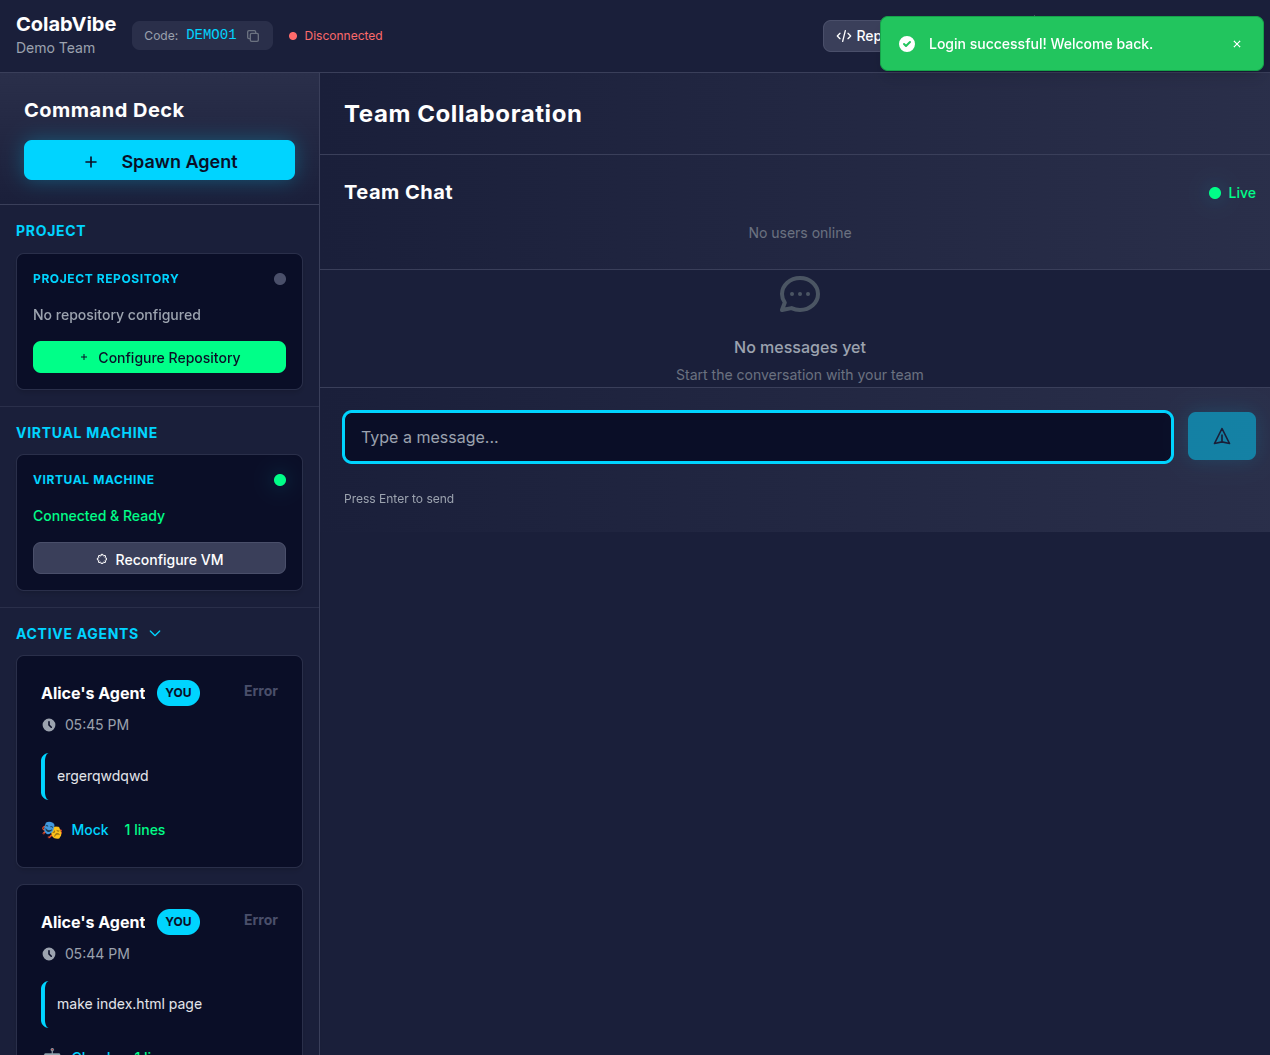 ColabVibe
Demo Team
Code: DEMO01
Disconnected
</> Rep
Login successful! Welcome back.
Command Deck
+ Spawn Agent
PROJECT
PROJECT REPOSITORY
No repository configured
+ Configure Repository
VIRTUAL MACHINE
VIRTUAL MACHINE
Connected & Ready
Reconfigure VM
ACTIVE AGENTS
Alice's Agent YOU Error
05:45 PM
ergerqwdqwd
Mock 1 lines
Alice's Agent YOU Error
05:44 PM
make index.html page
Team Collaboration
Team Chat
Live
No users online
No messages yet
Start the conversation with your team
Type a message...
Press Enter to send